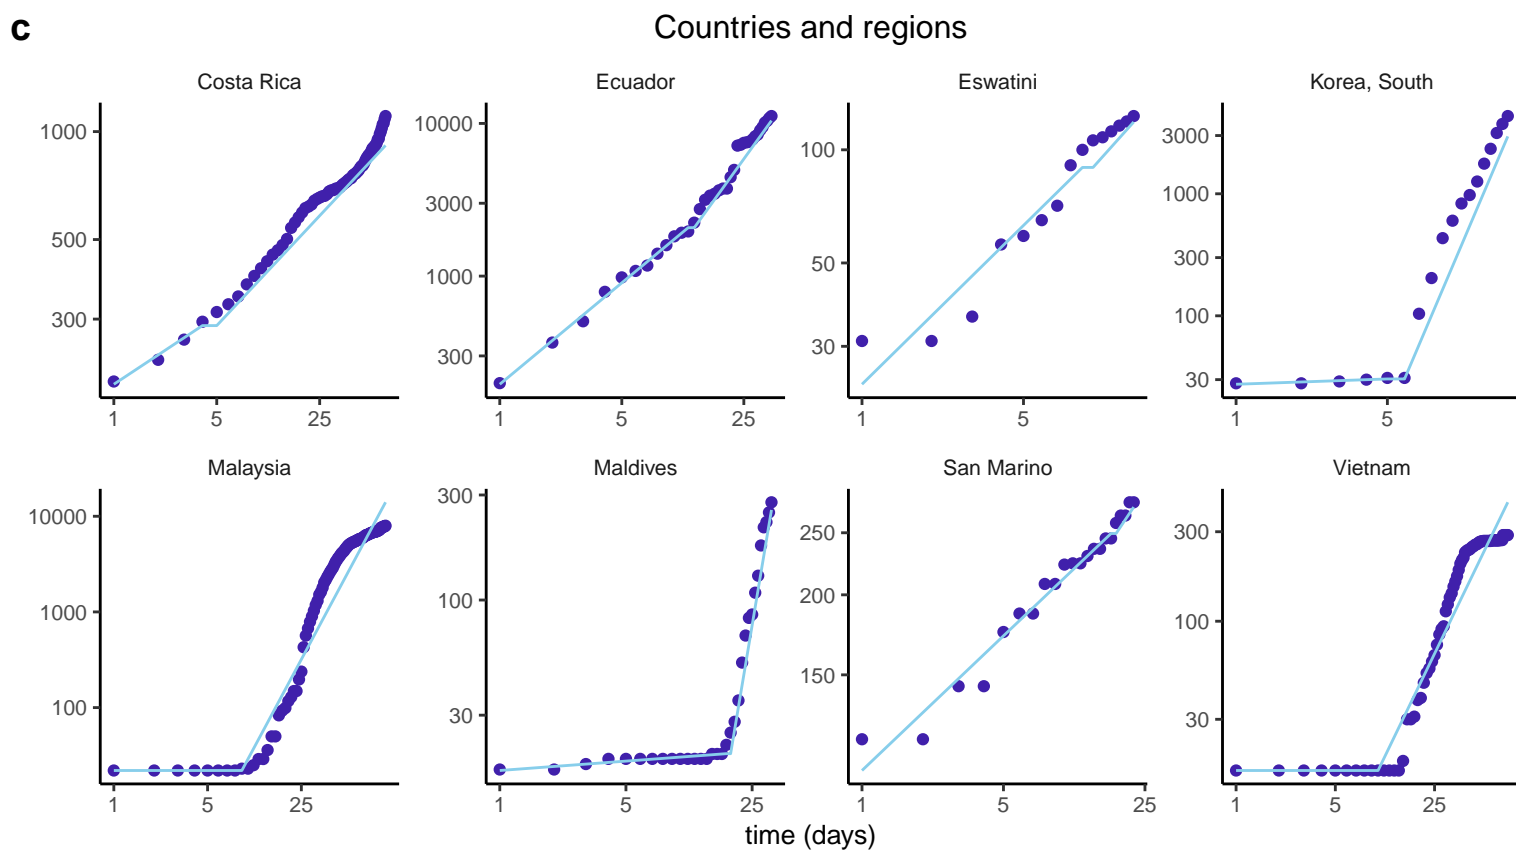 c
Countries and regions
Costa Rica
1000
500
300
1 5 25
Ecuador
10000
3000
1000
300
1 5 25
Eswatini
100
50
30
1 5
Korea, South
3000
1000
300
100
30
1 5
Malaysia
10000
1000
100
1 5 25
Maldives
300
100
30
1 5 25
San Marino
250
200
150
1 5 25
Vietnam
300
100
30
1 5 25
time (days)